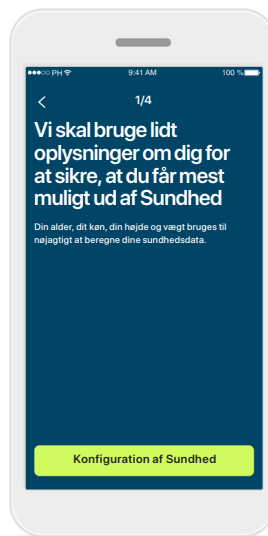 ●●●○○ PH 9:41 AM 100 %
1/4
Vi skal bruge lidt
oplysninger om dig for
at sikre, at du får mest
muligt ud af Sundhed
Din alder, dit køn, din højde og vægt bruges til
nøjagtigt at beregne dine sundhedsdata.
Konfiguration af Sundhed